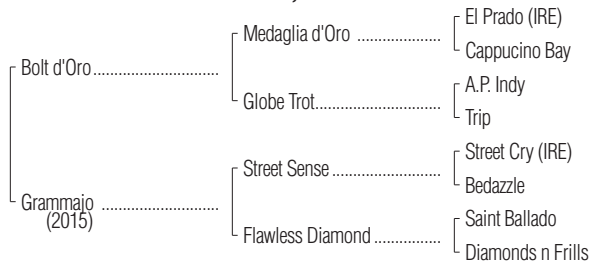 El Prado (IRE)
Medaglia d'Oro ....................
Cappucino Bay
Bolt d'Oro..............................
A.P. Indy
Globe Trot..............................
Trip
Street Cry (IRE)
Street Sense ..........................
Bedazzle
Grammajo ............................
(2015)
Saint Ballado
Flawless Diamond ................
Diamonds n Frills